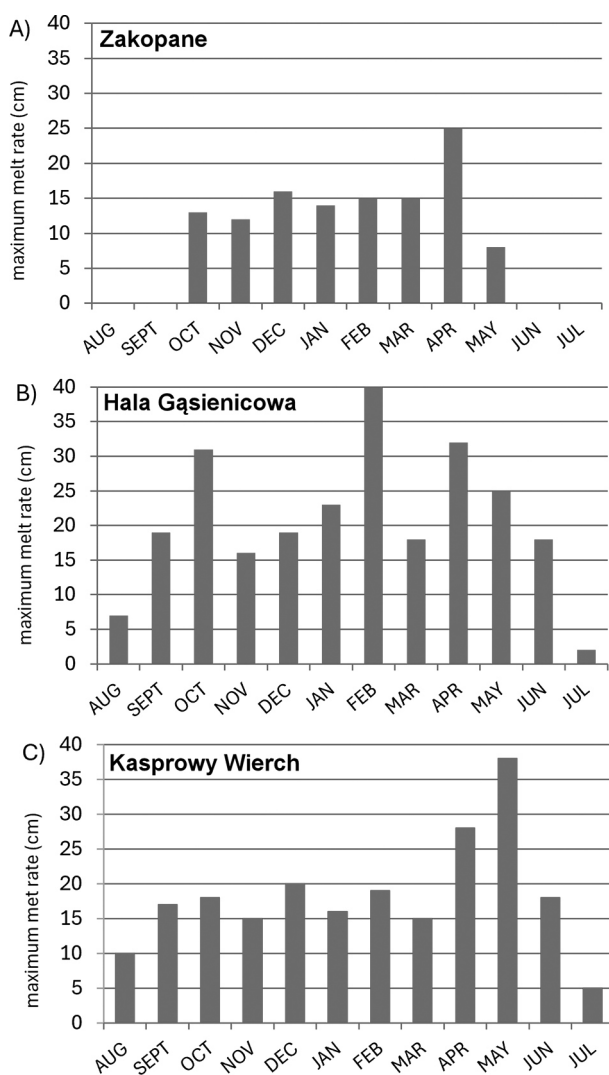 A)
Zakopane
maximum melt rate (cm)
40
35
30
25
20
15
10
5
0
AUG SEPT OCT NOV DEC JAN FEB MAR APR MAY JUN JUL
B)
Hala Gąsienicowa
maximum melt rate (cm)
40
35
30
25
20
15
10
5
0
AUG SEPT OCT NOV DEC JAN FEB MAR APR MAY JUN JUL
C)
Kasprowy Wierch
maximum met rate (cm)
40
35
30
25
20
15
10
5
0
AUG SEPT OCT NOV DEC JAN FEB MAR APR MAY JUN JUL